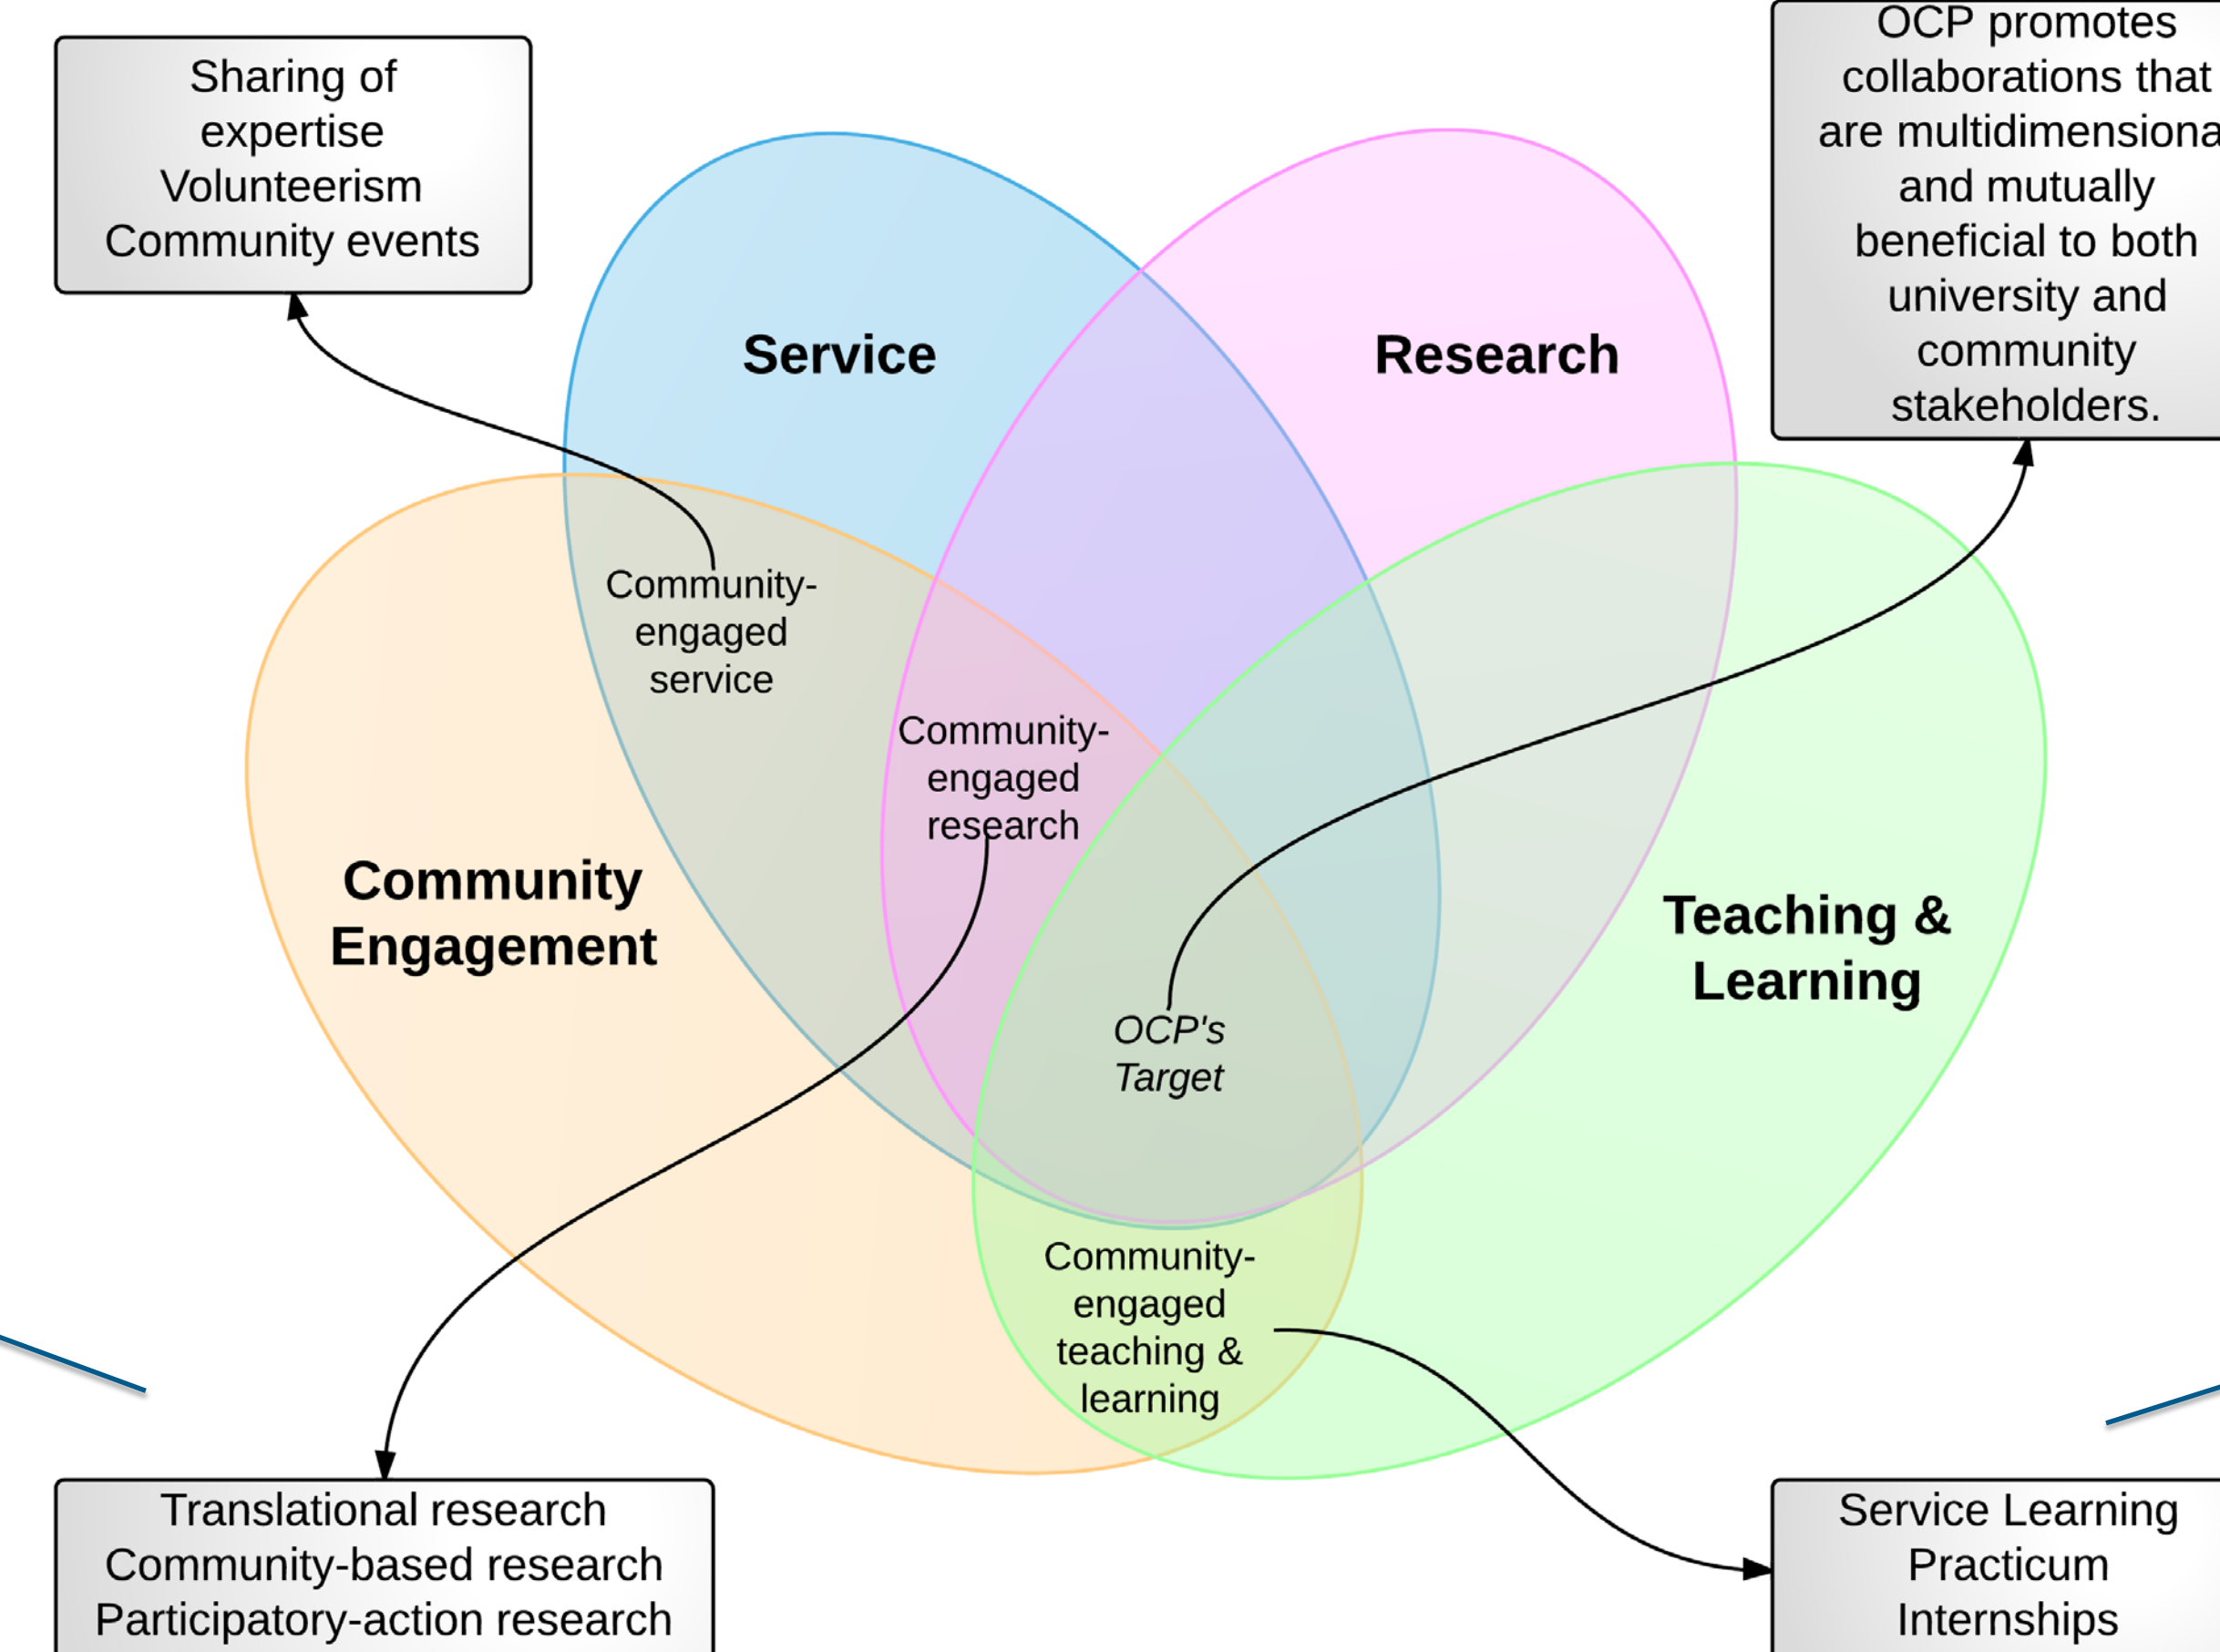 Sharing of
expertise
Volunteerism
Community events
OCP promotes
collaborations that
are multidimensiona
and mutually
beneficial to both
university and
community
stakeholders.
Service
Research
Community-
engaged
service
Community-
engaged
research
Community
Engagement
Teaching &
Learning
OCP's
Target
Community-
engaged
teaching &
learning
Translational research
Community-based research
Participatory-action research
Service Learning
Practicum
Internships